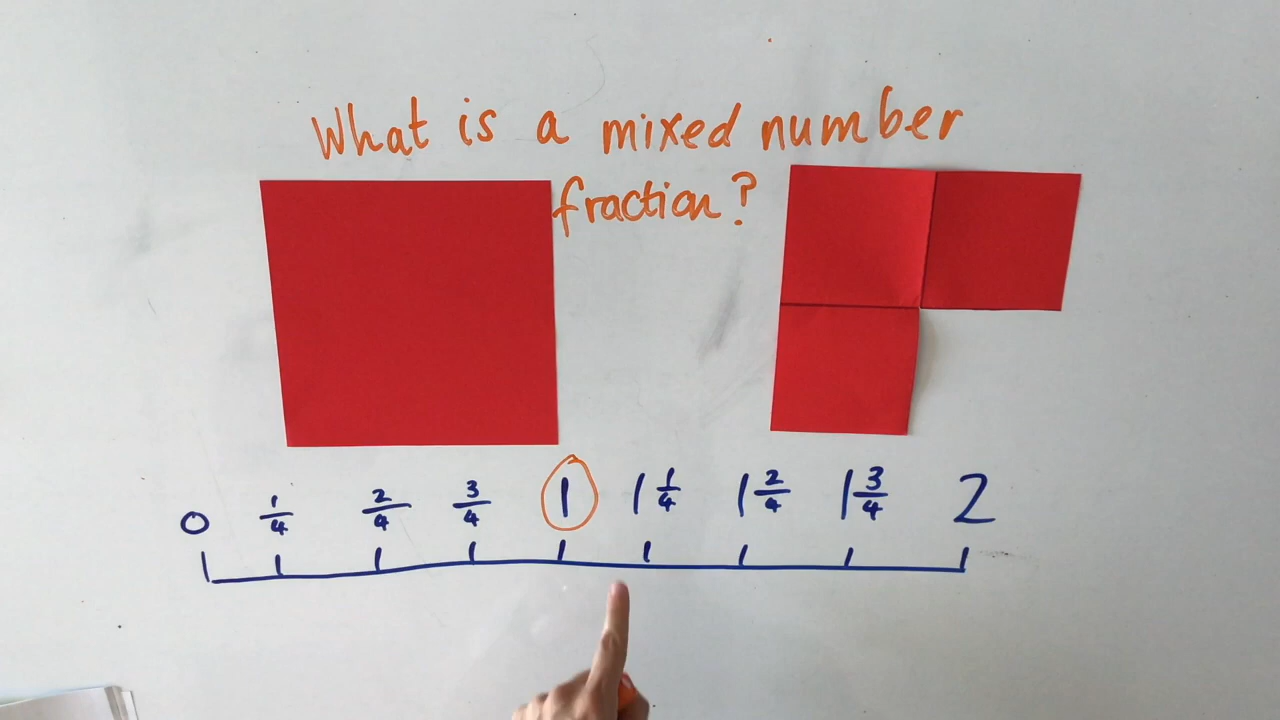 What is a mixed number
fraction?
0 1/4 2/4 3/4 1 1 1/4 1 2/4 1 3/4 2